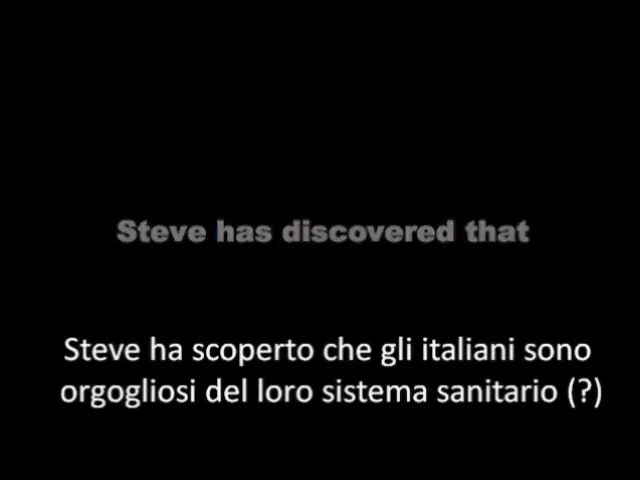 Steve has discovered that
Steve ha scoperto che gli italiani sono
orgogliosi del loro sistema sanitario (?)